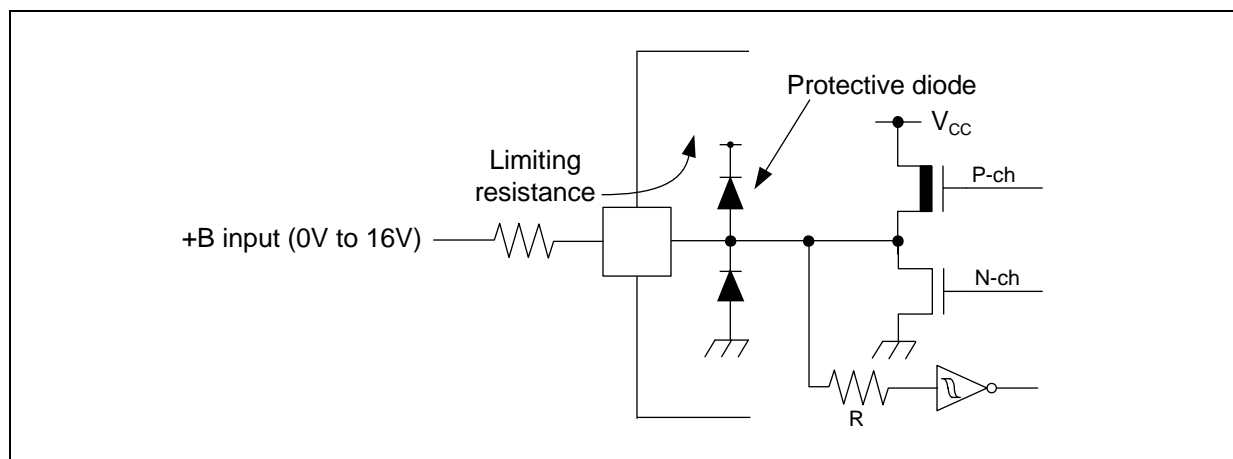 Protective diode
V_CC
Limiting
resistance
P-ch
+B input (0V to 16V)
N-ch
R